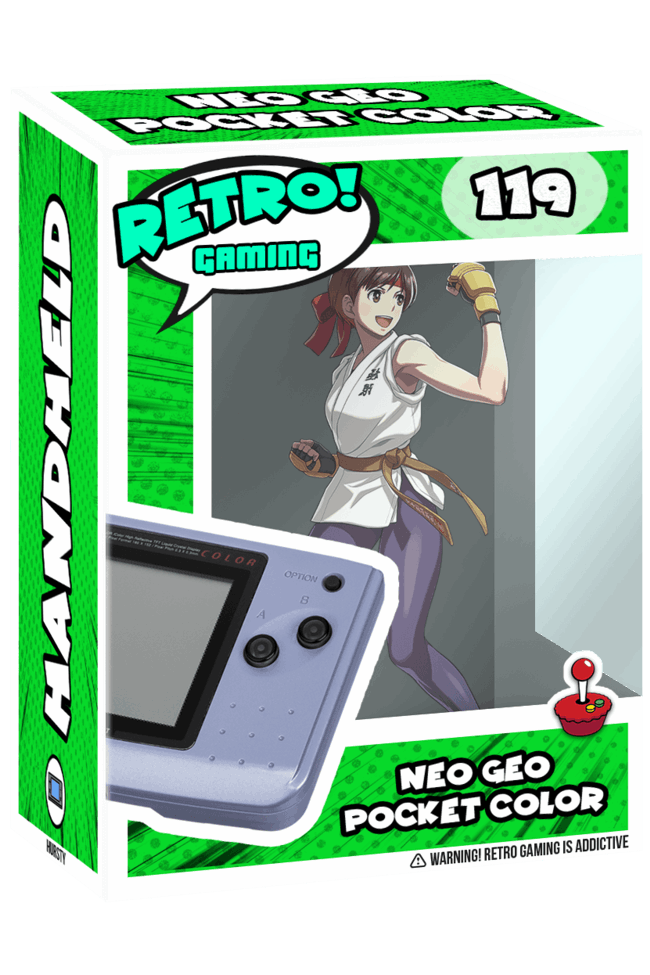 NEO GEO
POCKET COLOR
RETRO!
GAMING
119
HANDHELD
COLOR
OPTION
B
A
NEO GEO
POCKET COLOR
WARNING! RETRO GAMING IS ADDICTIVE
HURSTY